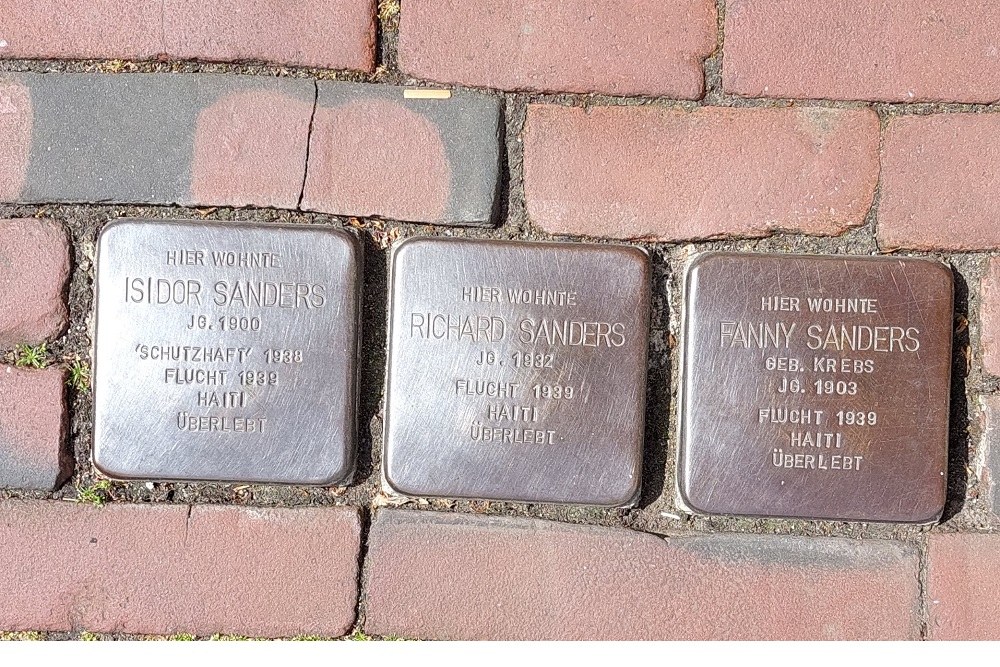 HIER WOHNTE
ISIDOR SANDERS
JG. 1900
'SCHUTZHAFT' 1938
FLUCHT 1939
HAITI
ÜBERLEBT
HIER WOHNTE
RICHARD SANDERS
JG. 1932
FLUCHT 1939
HAITI
ÜBERLEBT
HIER WOHNTE
FANNY SANDERS
GEB. KREBS
JG. 1903
FLUCHT 1939
HAITI
ÜBERLEBT